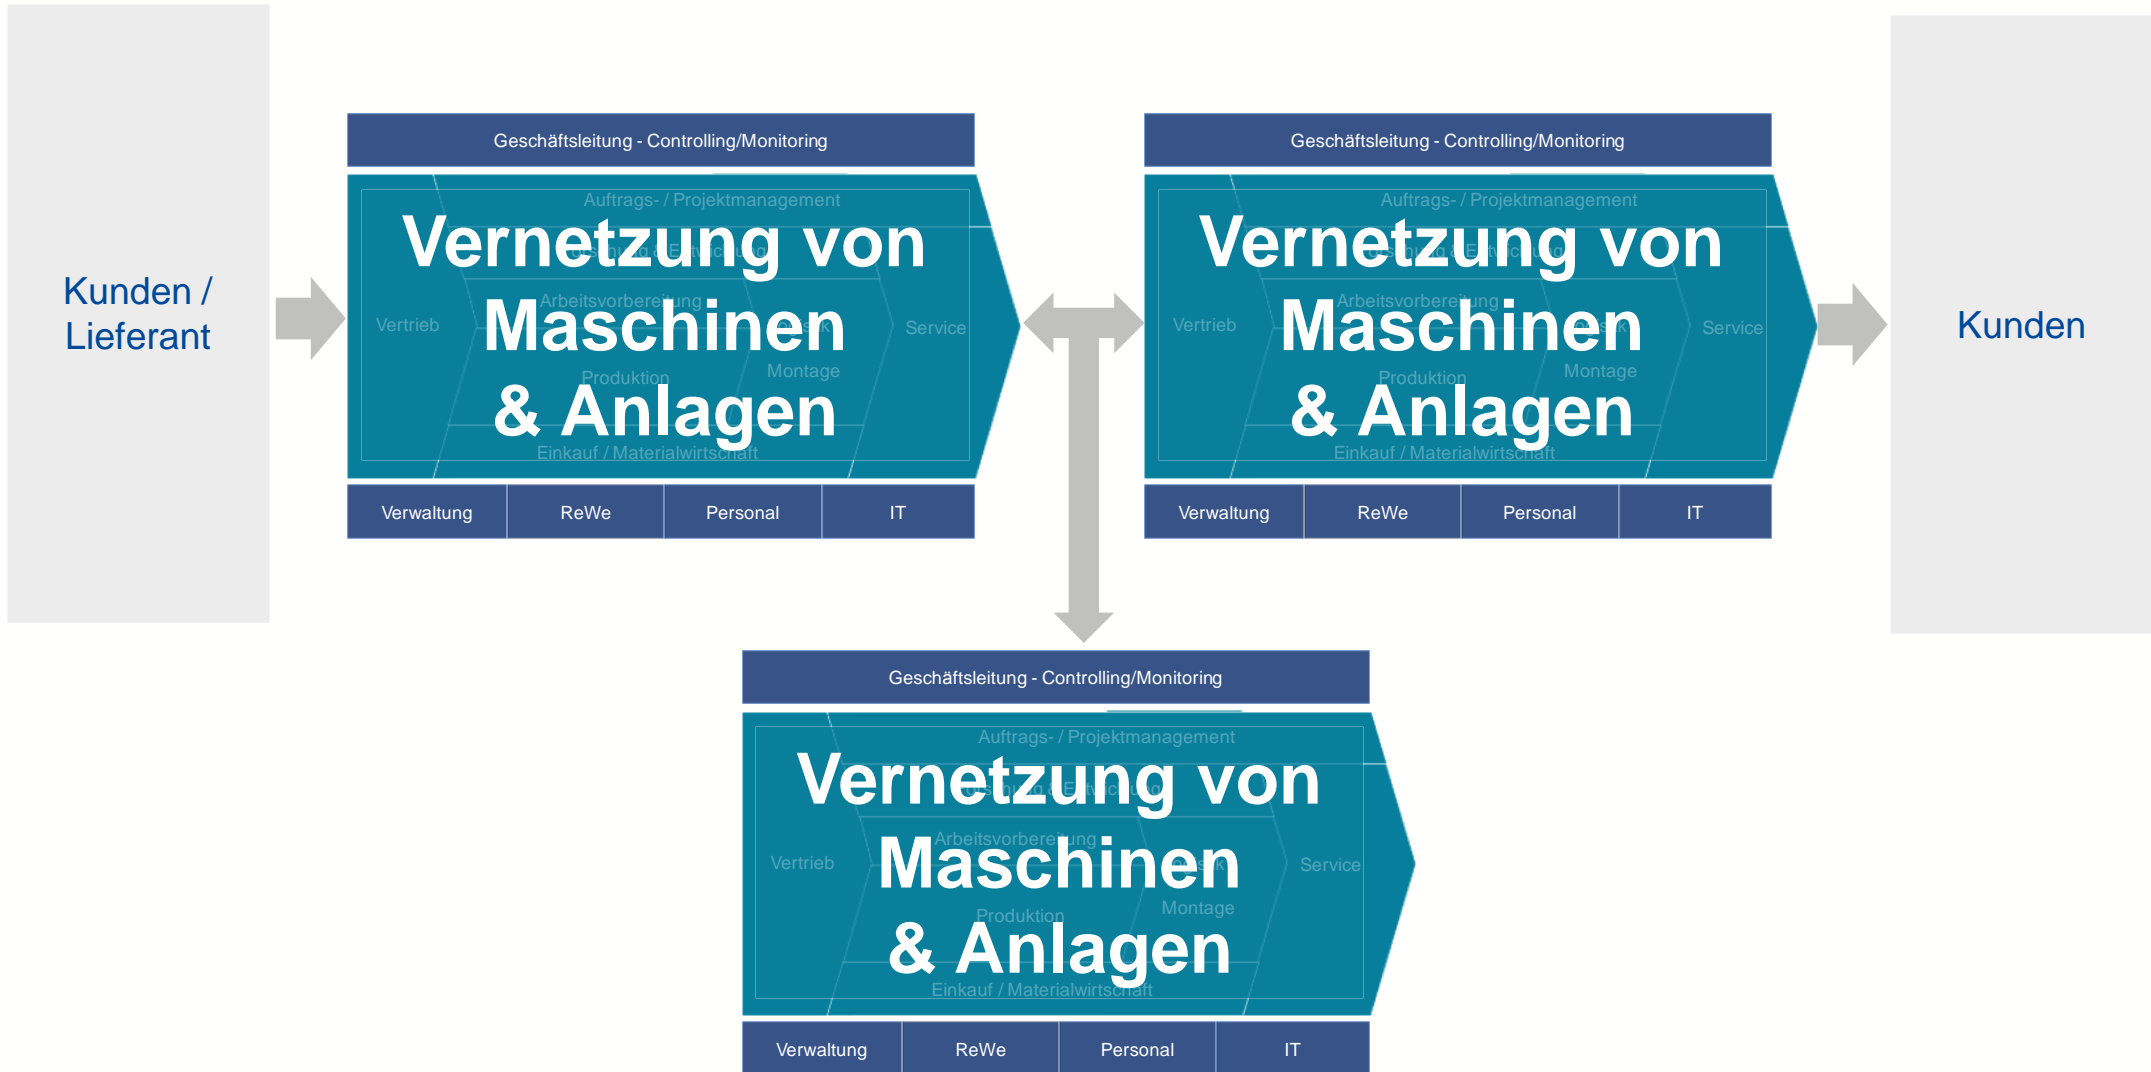 Kunden /
Lieferant
Geschäftsleitung - Controlling/Monitoring
Auftrags- / Projektmanagement
Vernetzung von
Maschinen
& Anlagen
Arbeitsvorbereitung
Vertrieb
Service
Produktion
Montage
Einkauf / Materialwirtschaft
Verwaltung
ReWe
Personal
IT
Geschäftsleitung - Controlling/Monitoring
Auftrags- / Projektmanagement
Vernetzung von
Maschinen
& Anlagen
Arbeitsvorbereitung
Vertrieb
Service
Produktion
Montage
Einkauf / Materialwirtschaft
Verwaltung
ReWe
Personal
IT
Kunden
Geschäftsleitung - Controlling/Monitoring
Auftrags- / Projektmanagement
Vernetzung von
Maschinen
& Anlagen
Arbeitsvorbereitung
Vertrieb
Service
Produktion
Montage
Einkauf / Materialwirtschaft
Verwaltung
ReWe
Personal
IT